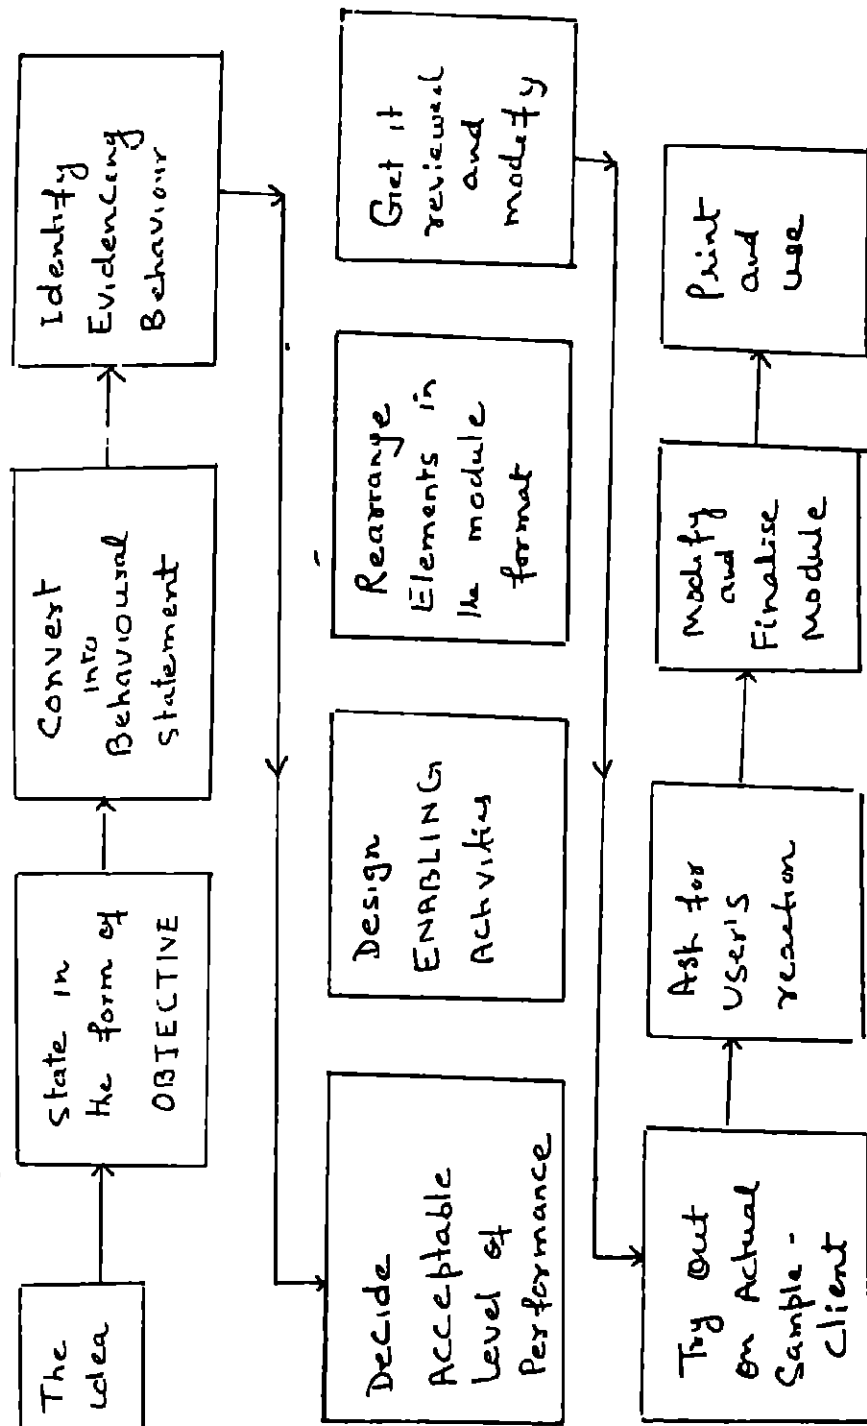 The
idea
State in
the form of
OBJECTIVE
Convert
into
Behavioural
Statement
Identify
Evidencing
Behaviour
Decide
Acceptable
Level of
Performance
Design
ENABLING
Activities
Rearrange
Elements in
the module
format
Get it
reviewed
and
modify
Try out
on Actual
Sample-
Client
Ask for
User's
reaction
Modify
and
Finalise
Module
Print
and
use